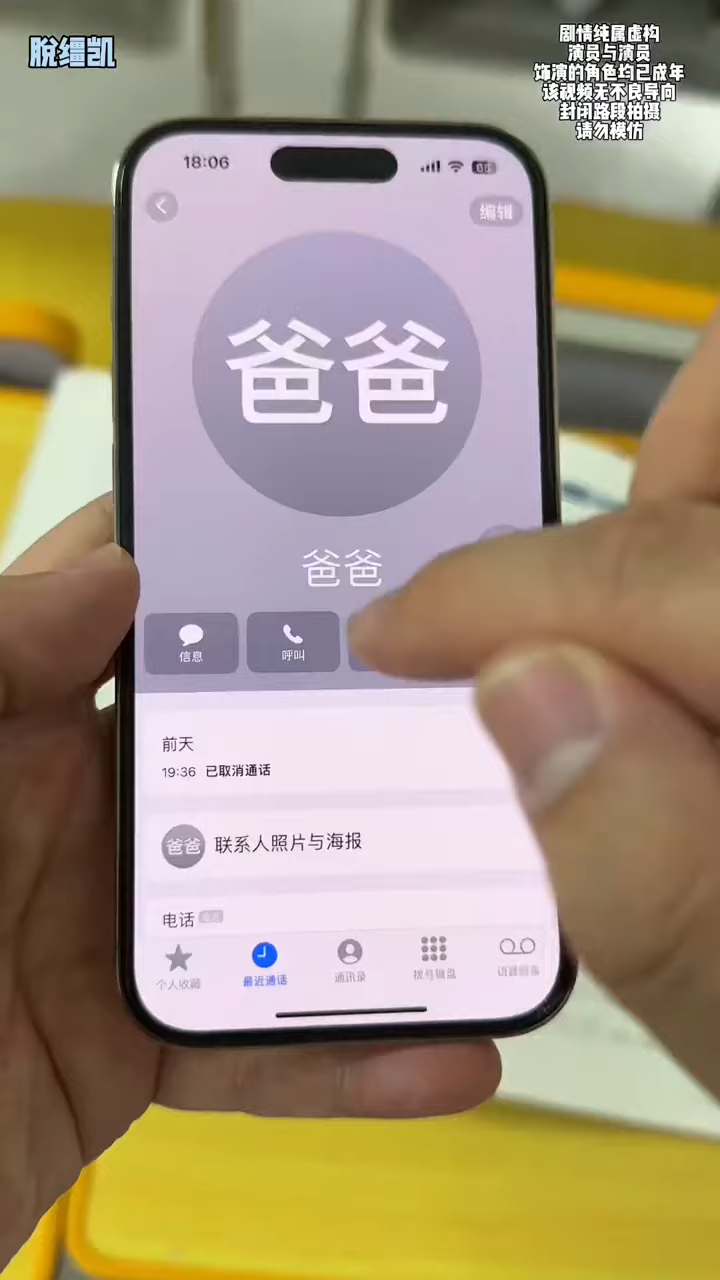 脫缰凯
剧情纯属虚构
演员与演员
饰演的角色均已成年
该视频无不良导向
封闭路段拍摄
请勿模仿
18:06
编辑
爸爸
爸爸
信息
呼叫
前天
19:36 已取消通话
爸爸
联系人照片与海报
电话
个人收藏
最近通话
通讯录
拨号键盘